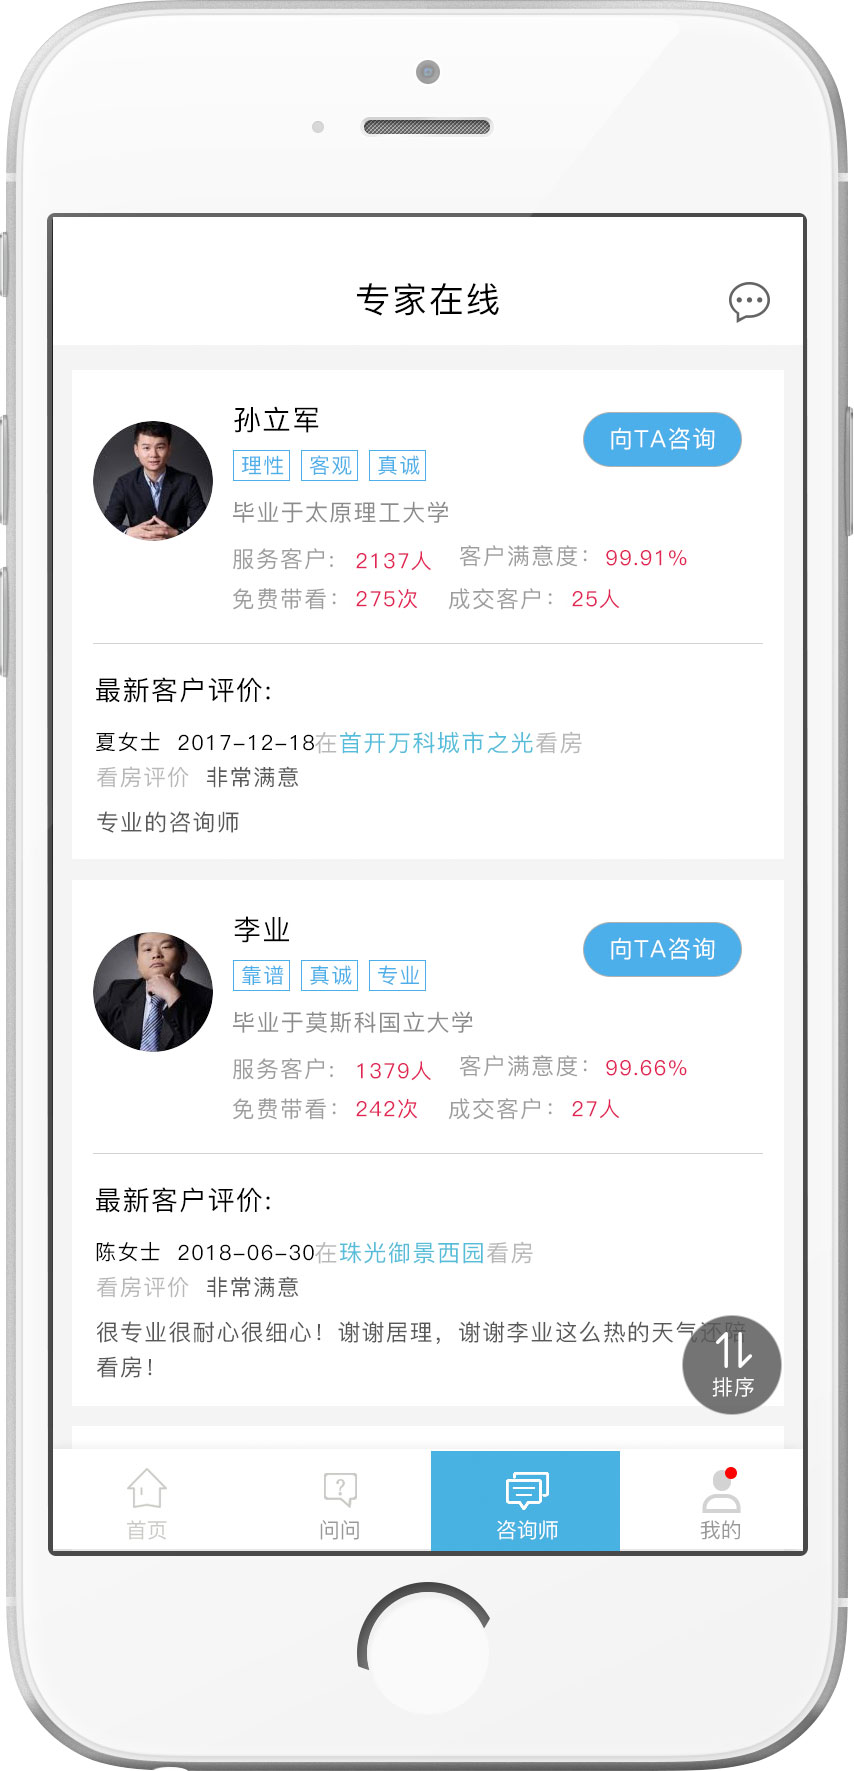 专家在线
孙立军
向TA咨询
理性 客观 真诚
毕业于太原理工大学
服务客户： 2137人 客户满意度： 99.91%
免费带看： 275次 成交客户： 25人
最新客户评价:
夏女士 2017-12-18在首开万科城市之光看房
看房评价 非常满意
专业的咨询师
李业
向TA咨询
靠谱 真诚 专业
毕业于莫斯科国立大学
服务客户： 1379人 客户满意度： 99.66%
免费带看： 242次 成交客户： 27人
最新客户评价:
陈女士 2018-06-30在珠光御景西园看房
看房评价 非常满意
很专业很耐心很细心！谢谢居理，谢谢李业这么热的天气还陪
看房！
排序
首页 问问 咨询师 我的